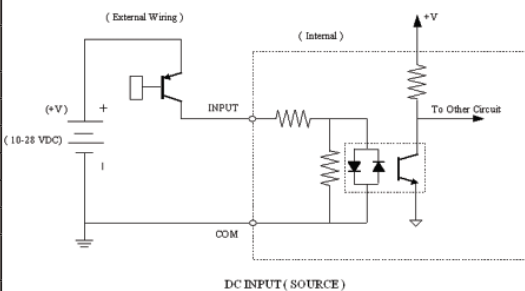 ( External Wiring )
+V
( Internal )
(+V)
+
INPUT
To Other Circuit
( 10-28 VDC)
-
COM
DC INPUT ( SOURCE )